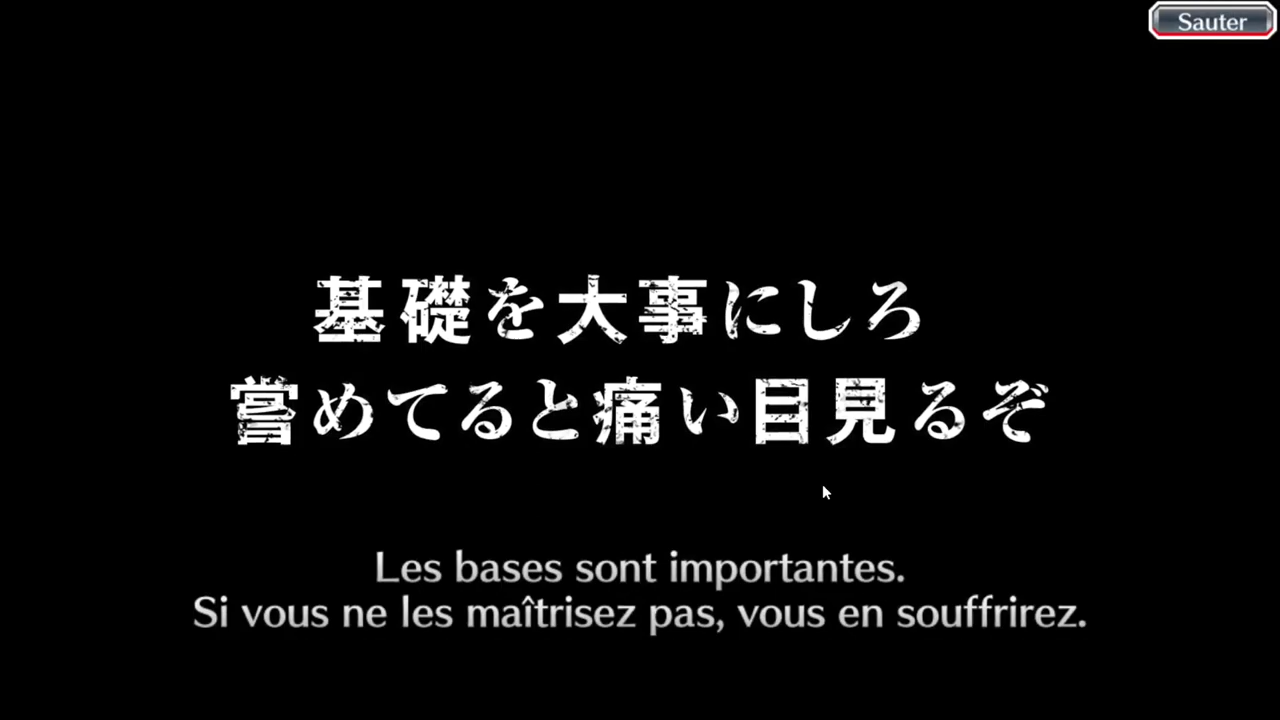 Sauter
基礎を大事にしろ
嘗めてると痛い目見るぞ
Les bases sont importantes.
Si vous ne les maîtrisez pas, vous en souffrirez.